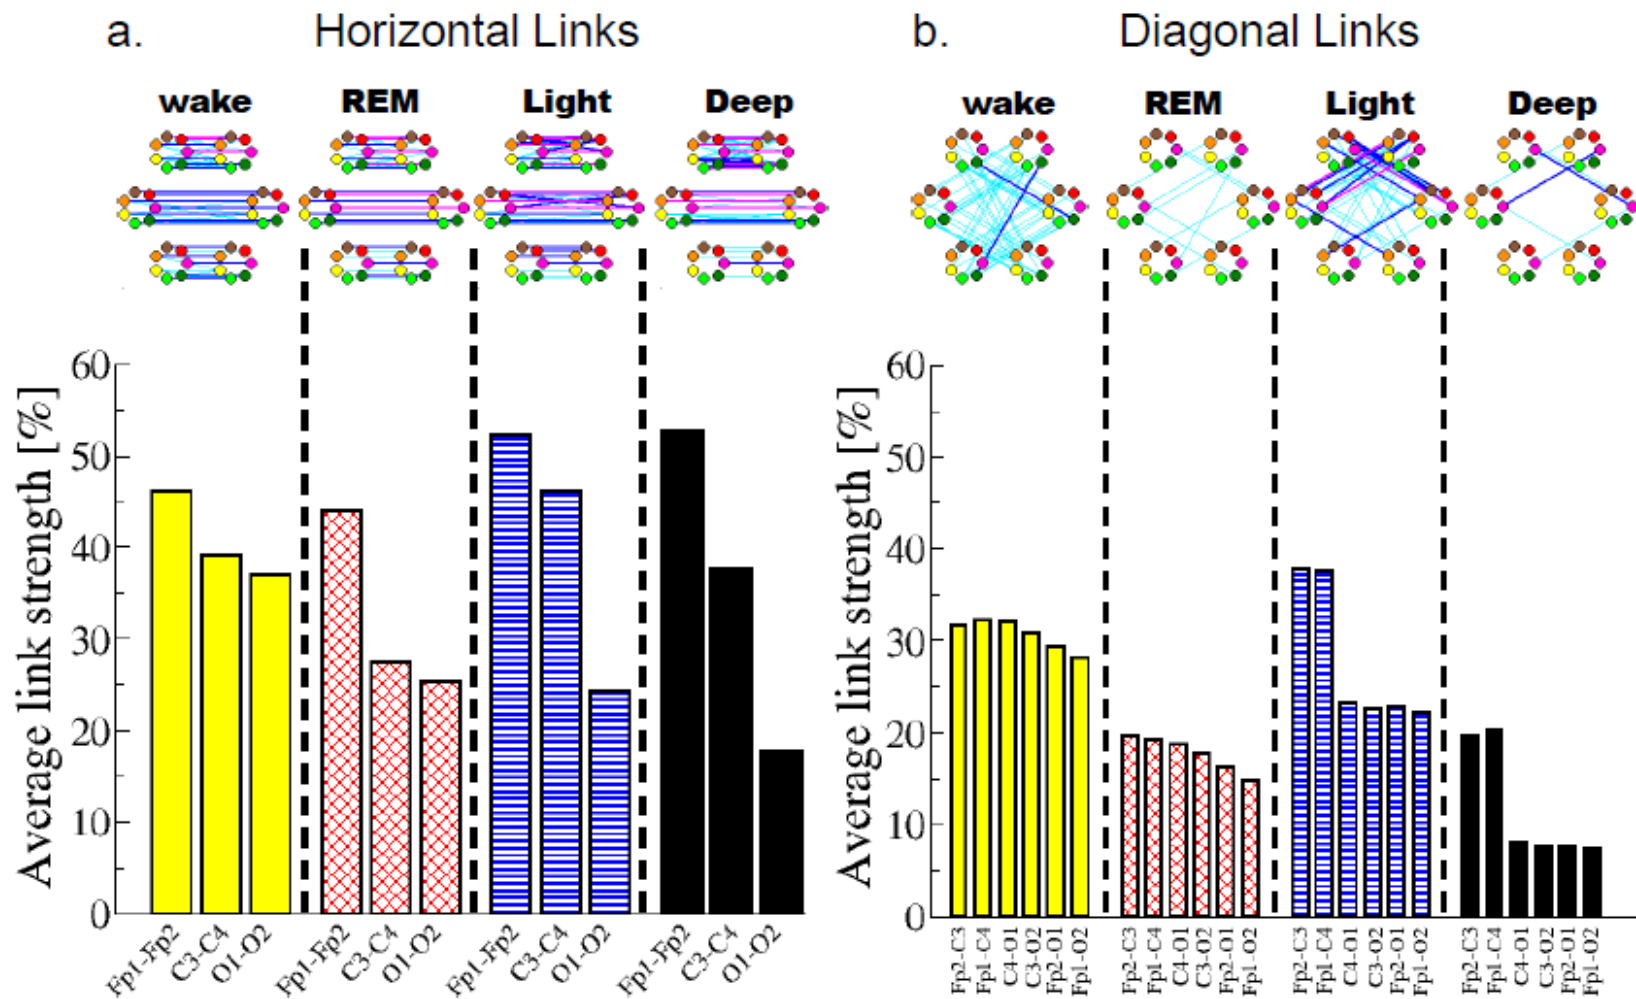 a. Horizontal Links
wake REM Light Deep
Average link strength [%]
60
50
40
30
20
10
0
Fp1-Fp2 C3-C4 O1-O2 Fp1-Fp2 C3-C4 O1-O2 Fp1-Fp2 C3-C4 O1-O2 Fp1-Fp2 C3-C4 O1-O2
b. Diagonal Links
wake REM Light Deep
Average link strength [%]
60
50
40
30
20
10
0
Fp2-C3 Fp1-C4 C4-O1 C3-O2 Fp2-O1 Fp1-O2 Fp2-C3 Fp1-C4 C4-O1 C3-O2 Fp2-O1 Fp1-O2 Fp2-C3 Fp1-C4 C4-O1 C3-O2 Fp2-O1 Fp1-O2 Fp2-C3 Fp1-C4 C4-O1 C3-O2 Fp2-O1 Fp1-O2